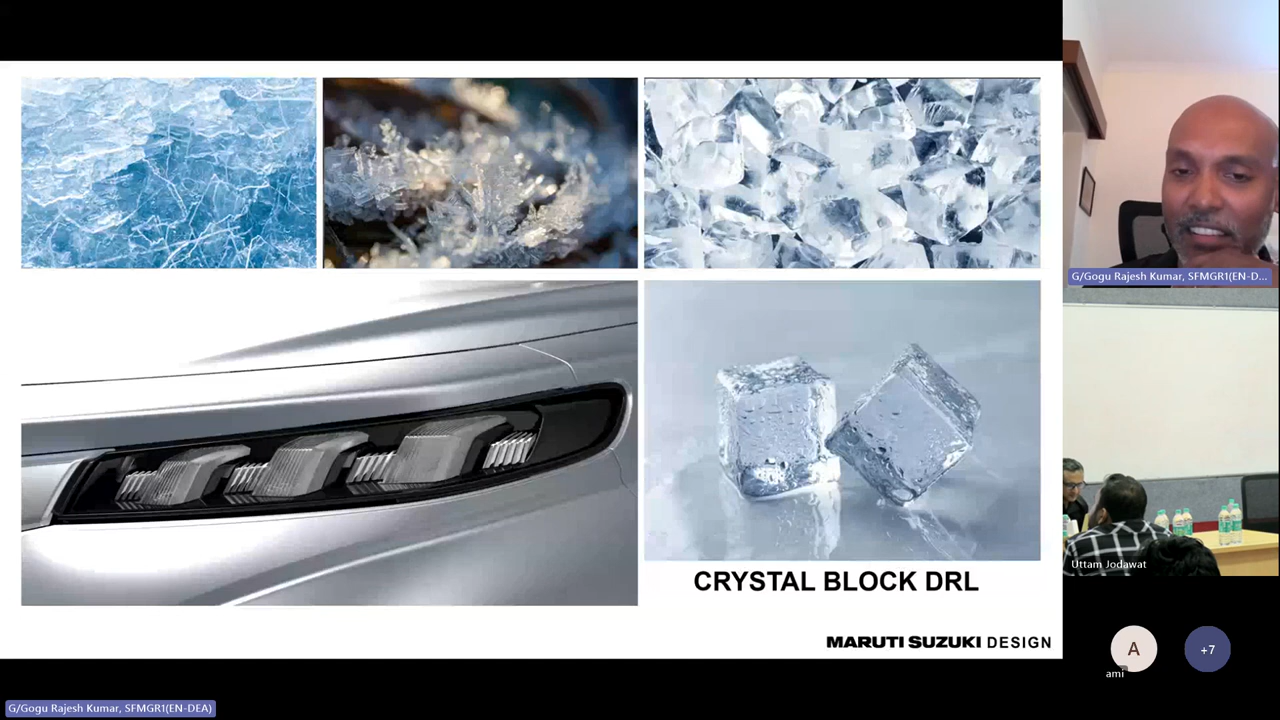 CRYSTAL BLOCK DRL
MARUTI SUZUKI DESIGN
G/Gogu Rajesh Kumar, SFMGR1(EN-D...
Uttam Jodawat
A
+7
ami
G/Gogu Rajesh Kumar, SFMGR1(EN-DEA)